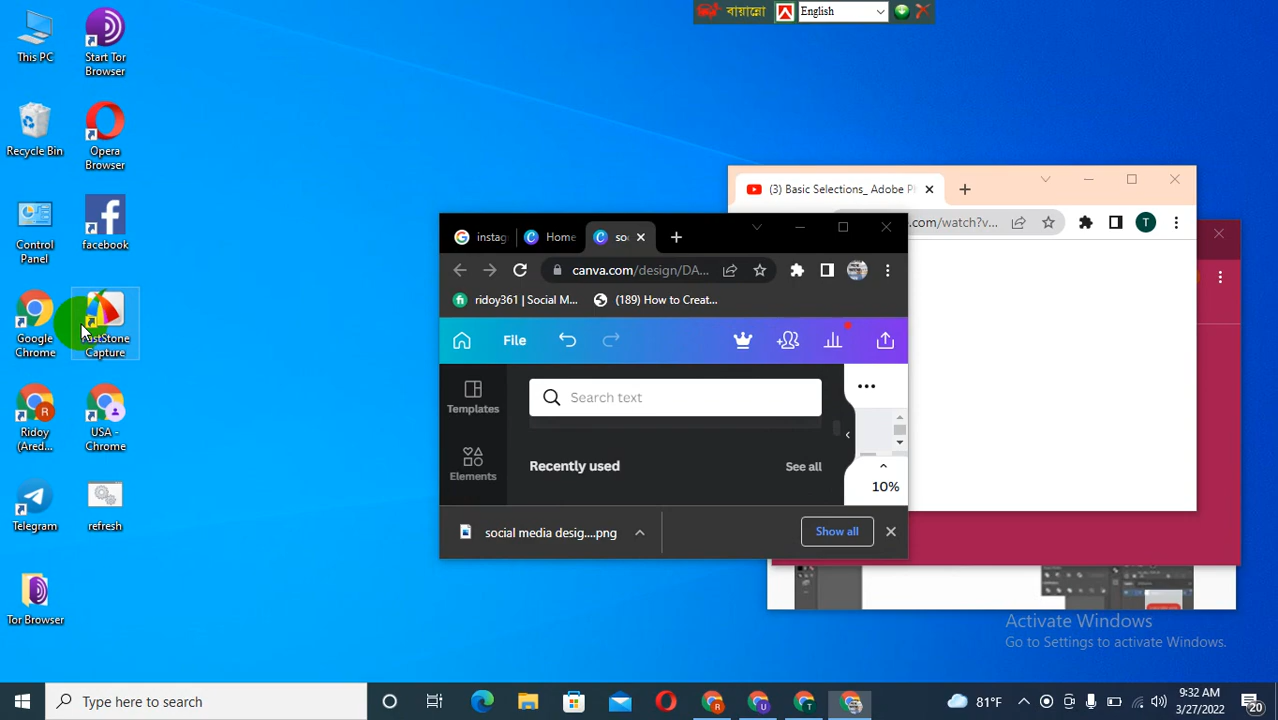 This PC
Start Tor
Browser
Recycle Bin
Opera
Browser
Control
Panel
facebook
Google
Chrome
Capture
Ridoy
(Ared...
USA -
Chrome
Telegram
refresh
Tor Browser
বায়ান্নো
English
(3) Basic Selections_ Adobe P
.com/watch?v...
T
instag
Home
so
canva.com/design/DA...
ridoy361 | Social M...
(189) How to Creat...
File
Templates
Search text
Elements
Recently used
See all
10%
social media desig....png
Show all
Activate Windows
Go to Settings to activate Windows.
Type here to search
81°F
9:32 AM
3/27/2022
20